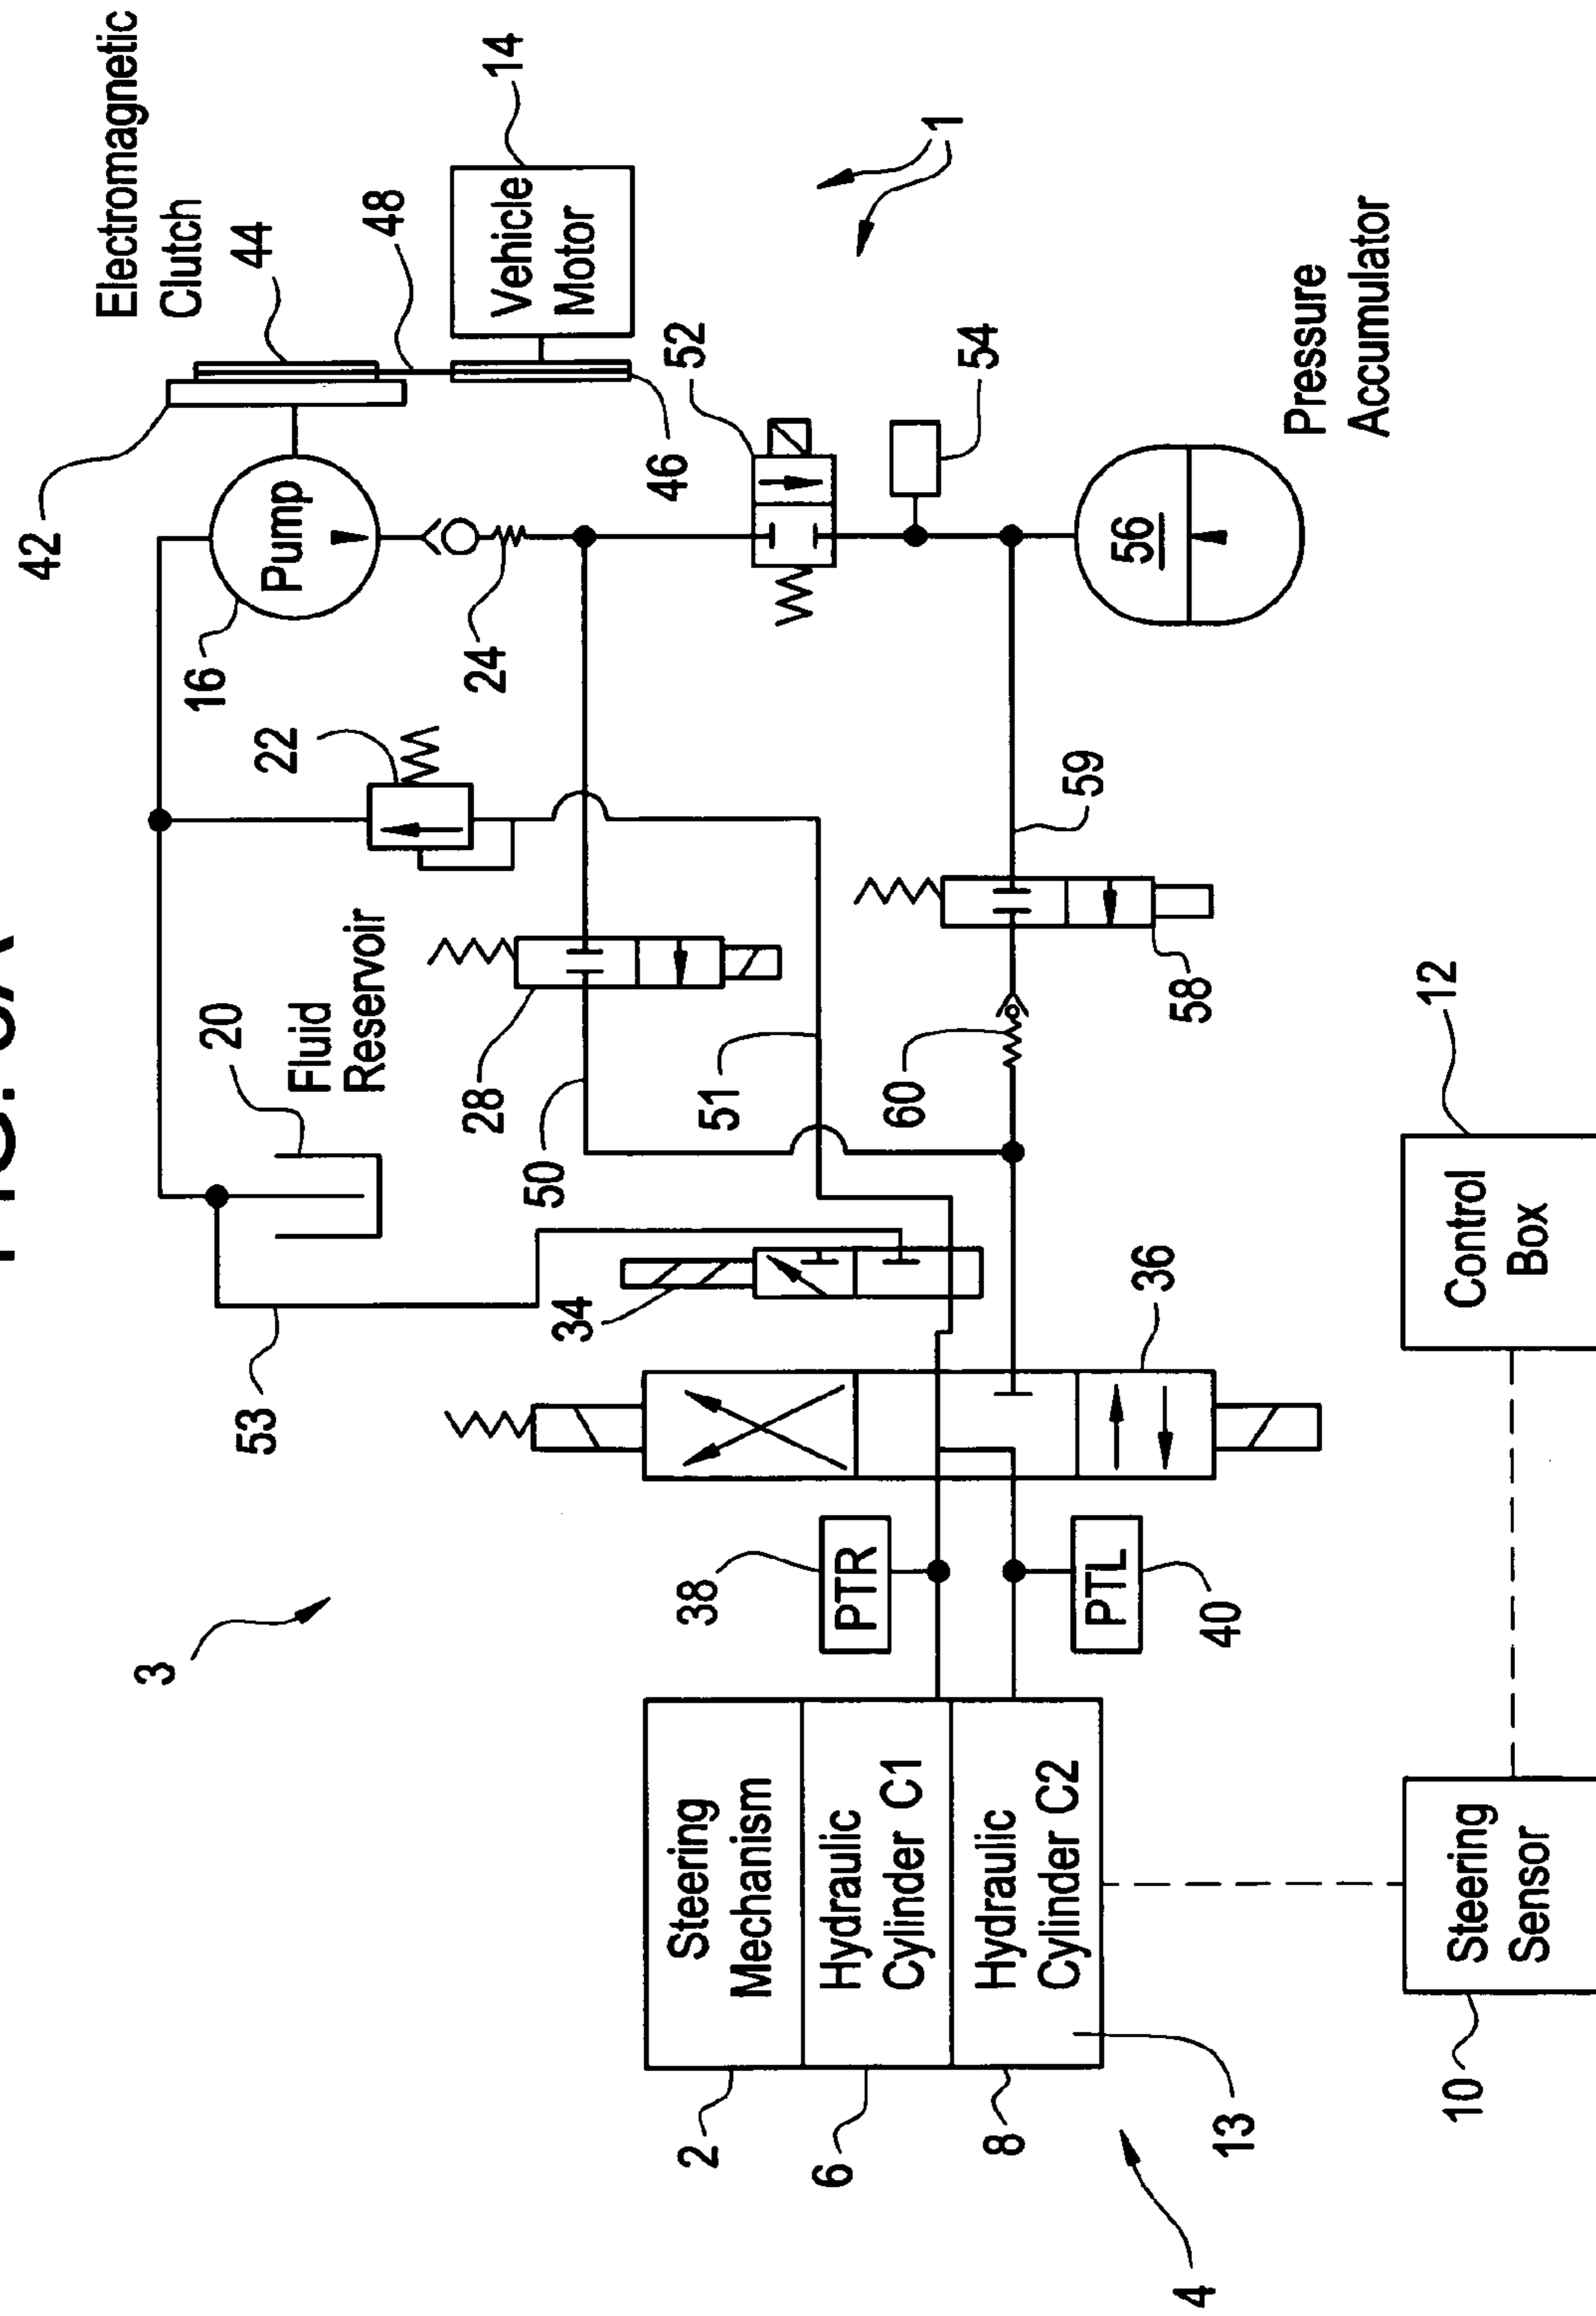 42
Electromagnetic
Clutch
3
53
20
Fluid
Reservoir
22
16
Pump
44
48
14
Vehicle
Motor
28
24
50
34
46
52
2
Steering
Mechanism
38
PTR
51
6
Hydraulic
Cylinder C1
60
1
54
8
Hydraulic
Cylinder C2
13
PTL
40
36
59
58
56
Pressure
Accumulator
4
10
Steering
Sensor
12
Control
Box